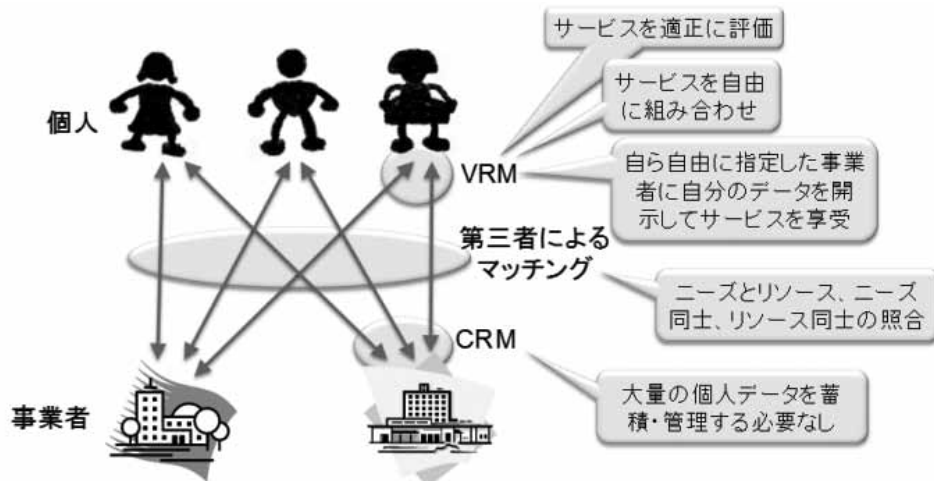 サービスを適正に評価
サービスを自由
に組み合わせ
個人
VRM
自ら自由に指定した事業
者に自分のデータを開
示してサービスを享受
第三者による
マッチング
ニーズとリソース、ニーズ
同士、リソース同士の照合
CRM
大量の個人データを蓄
積・管理する必要なし
事業者